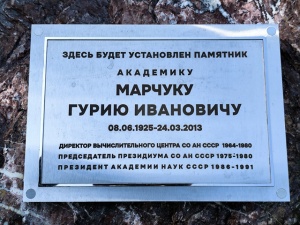 ЗДЕСЬ БУДЕТ УСТАНОВЛЕН ПАМЯТНИК
АКАДЕМИКУ
МАРЧУКУ
ГУРИЮ ИВАНОВИЧУ
08.06.1925-24.03.2013
ДИРЕКТОР ВЫЧИСЛИТЕЛЬНОГО ЦЕНТРА СО АН СССР 1964-1980
ПРЕДСЕДАТЕЛЬ ПРЕЗИДИУМА СО АН СССР 1975-1980
ПРЕЗИДЕНТ АКАДЕМИИ НАУК СССР 1986-1991